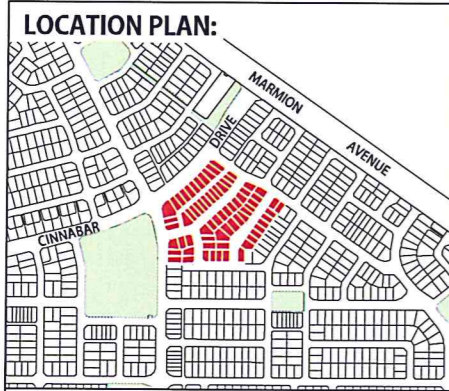 LOCATION PLAN:
MARMION
AVENUE
DRIVE
CINNABAR